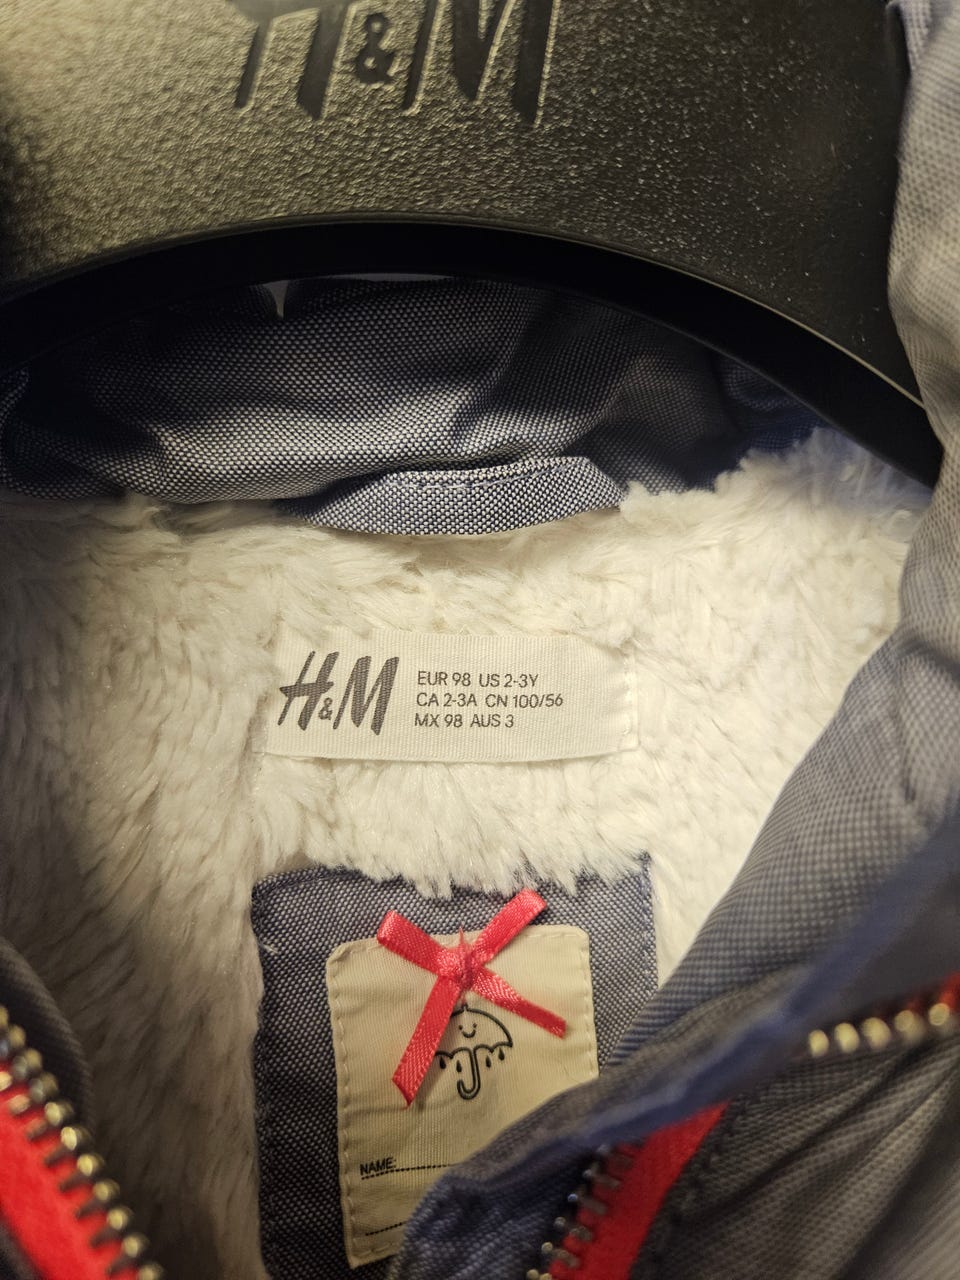 H&M
H&M
EUR 98 US 2-3Y
CA 2-3A CN 100/56
MX 98 AUS 3
NAME: